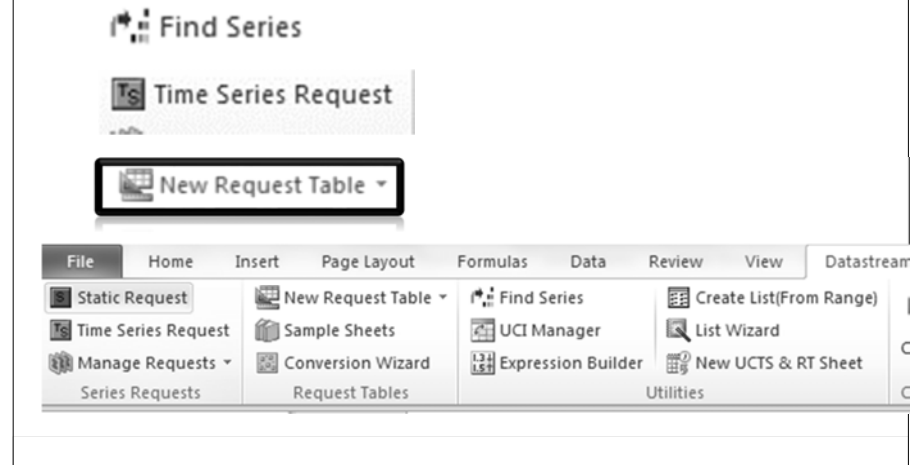 Find Series
Time Series Request
New Request Table
File Home Insert Page Layout Formulas Data Review View Datastream
Static Request New Request Table Find Series Create List(From Range)
Time Series Request Sample Sheets UCI Manager List Wizard
Manage Requests Conversion Wizard Expression Builder New UCTS & RT Sheet
Series Requests Request Tables Utilities